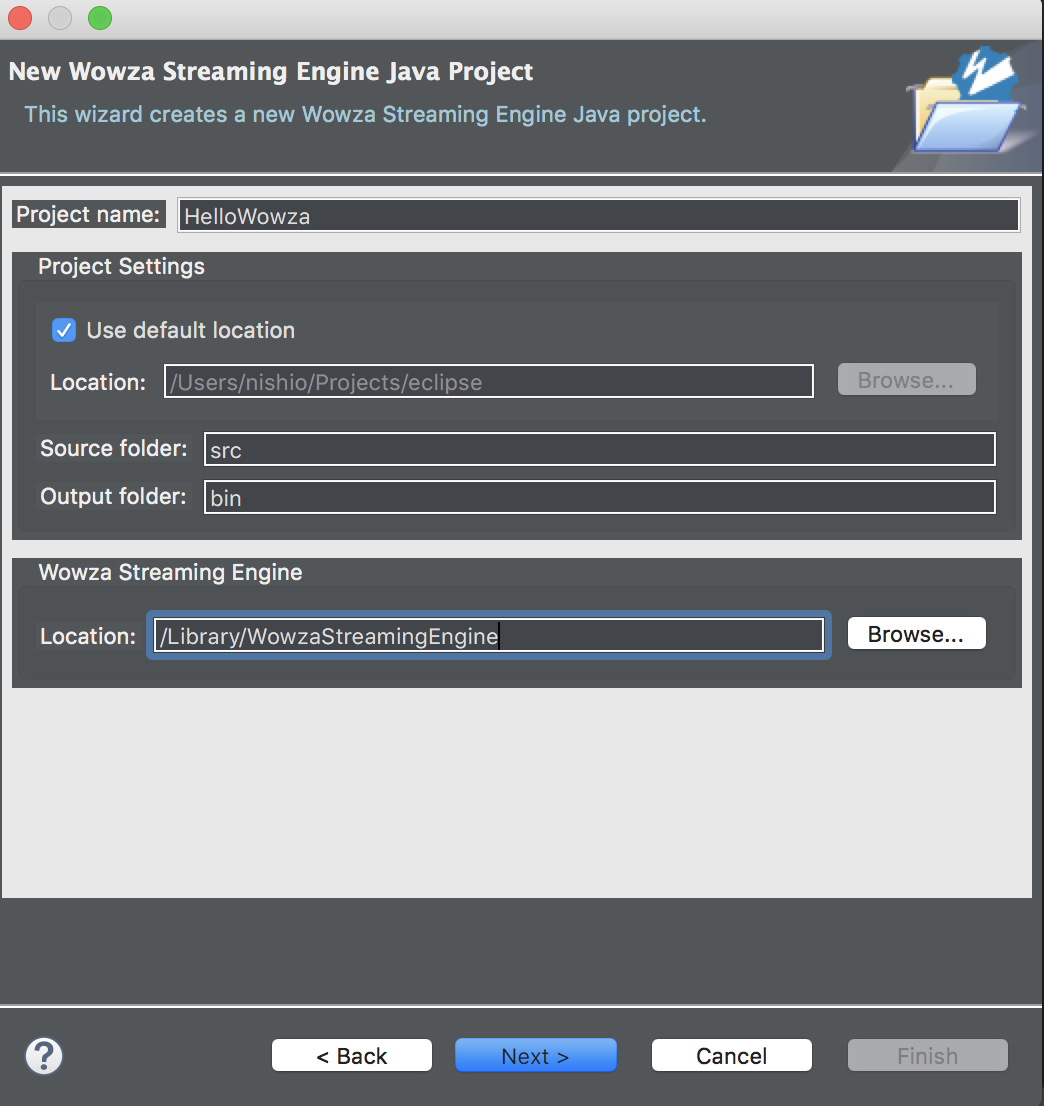 New Wowza Streaming Engine Java Project
This wizard creates a new Wowza Streaming Engine Java project.
Project name: HelloWowza
Project Settings
Use default location
Location: /Users/nishio/Projects/eclipse Browse...
Source folder: src
Output folder: bin
Wowza Streaming Engine
Location: /Library/WowzaStreamingEngine Browse...
? < Back Next > Cancel Finish